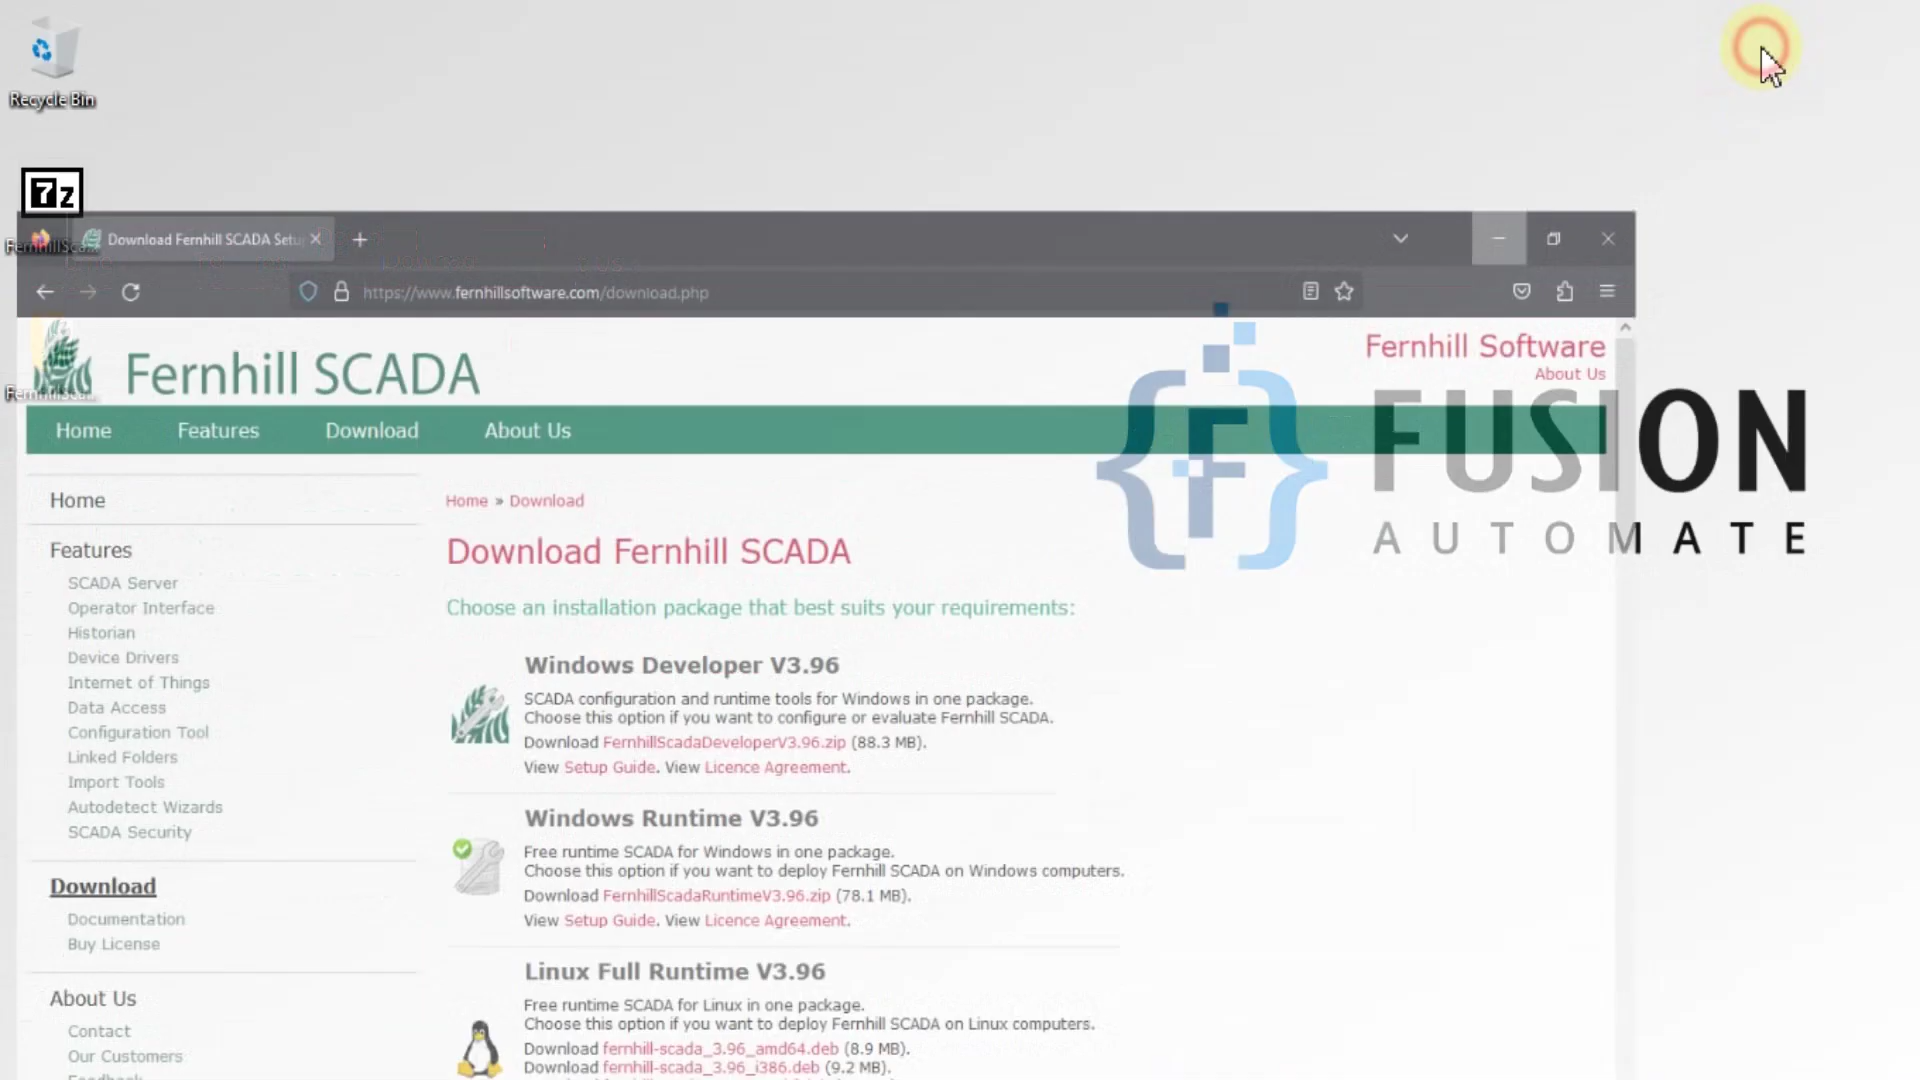 Recycle Bin
7z
FernhillSca...
Download Fernhill SCADA Setu
https://www.fernhillsoftware.com/download.php
FernhillSca...
Fernhill SCADA
Fernhill Software
About Us
Home Features Download About Us
F
FUSION
AUTOMATE
Home
Features
SCADA Server
Operator Interface
Historian
Device Drivers
Internet of Things
Data Access
Configuration Tool
Linked Folders
Import Tools
Autodetect Wizards
SCADA Security
Download
Documentation
Buy License
About Us
Contact
Our Customers
Feedback
Home » Download
Download Fernhill SCADA
Choose an installation package that best suits your requirements:
Windows Developer V3.96
SCADA configuration and runtime tools for Windows in one package.
Choose this option if you want to configure or evaluate Fernhill SCADA.
Download FernhillScadaDeveloperV3.96.zip (88.3 MB).
View Setup Guide. View Licence Agreement.
Windows Runtime V3.96
Free runtime SCADA for Windows in one package.
Choose this option if you want to deploy Fernhill SCADA on Windows computers.
Download FernhillScadaRuntimeV3.96.zip (78.1 MB).
View Setup Guide. View Licence Agreement.
Linux Full Runtime V3.96
Free runtime SCADA for Linux in one package.
Choose this option if you want to deploy Fernhill SCADA on Linux computers.
Download fernhill-scada_3.96_amd64.deb (8.9 MB).
Download fernhill-scada_3.96_i386.deb (9.2 MB).